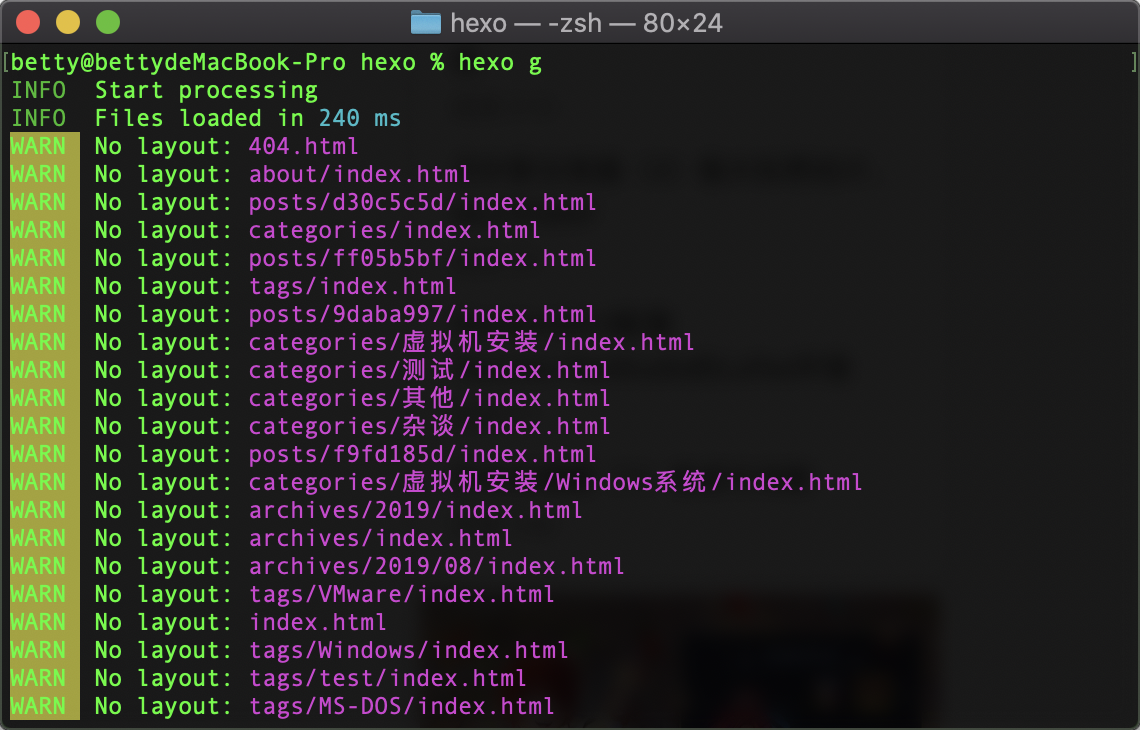 hexo — -zsh — 80×24
[betty@bettydeMacBook-Pro hexo % hexo g ]
INFO  Start processing
INFO  Files loaded in 240 ms
WARN  No layout: 404.html
WARN  No layout: about/index.html
WARN  No layout: posts/d30c5c5d/index.html
WARN  No layout: categories/index.html
WARN  No layout: posts/ff05b5bf/index.html
WARN  No layout: tags/index.html
WARN  No layout: posts/9daba997/index.html
WARN  No layout: categories/虚拟机安装/index.html
WARN  No layout: categories/测试/index.html
WARN  No layout: categories/其他/index.html
WARN  No layout: categories/杂谈/index.html
WARN  No layout: posts/f9fd185d/index.html
WARN  No layout: categories/虚拟机安装/Windows系统/index.html
WARN  No layout: archives/2019/index.html
WARN  No layout: archives/index.html
WARN  No layout: archives/2019/08/index.html
WARN  No layout: tags/VMware/index.html
WARN  No layout: index.html
WARN  No layout: tags/Windows/index.html
WARN  No layout: tags/test/index.html
WARN  No layout: tags/MS-DOS/index.html